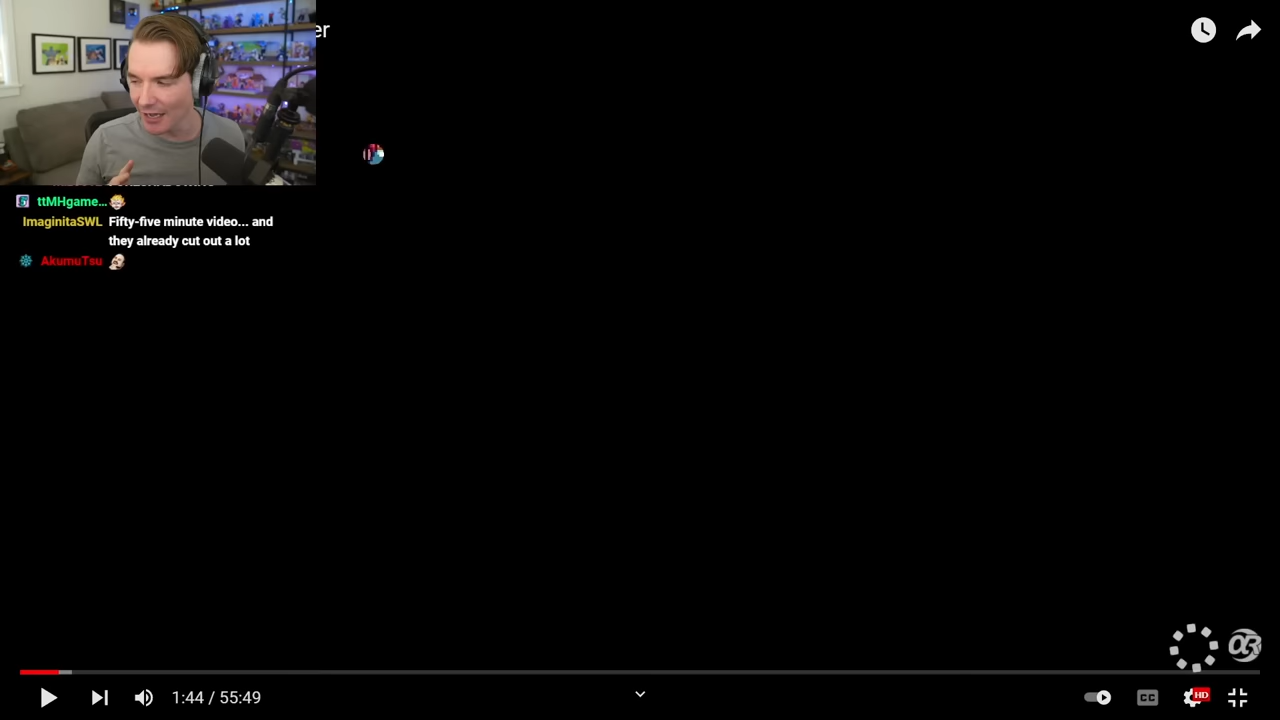 er
ttMHgame...
ImaginitaSWL Fifty-five minute video... and
they already cut out a lot
AkumuTsu
1:44 / 55:49
CC
HD